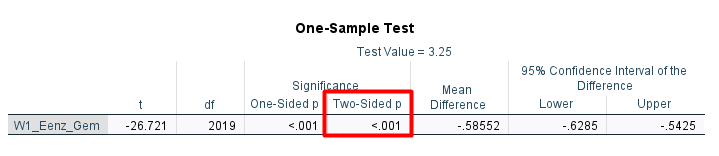 One-Sample Test
Test Value = 3.25
95% Confidence Interval of the
Significance Mean Difference
t df One-Sided p Two-Sided p Difference Lower Upper
W1_Eenz_Gem -26.721 2019 <.001 <.001 -.58552 -.6285 -.5425